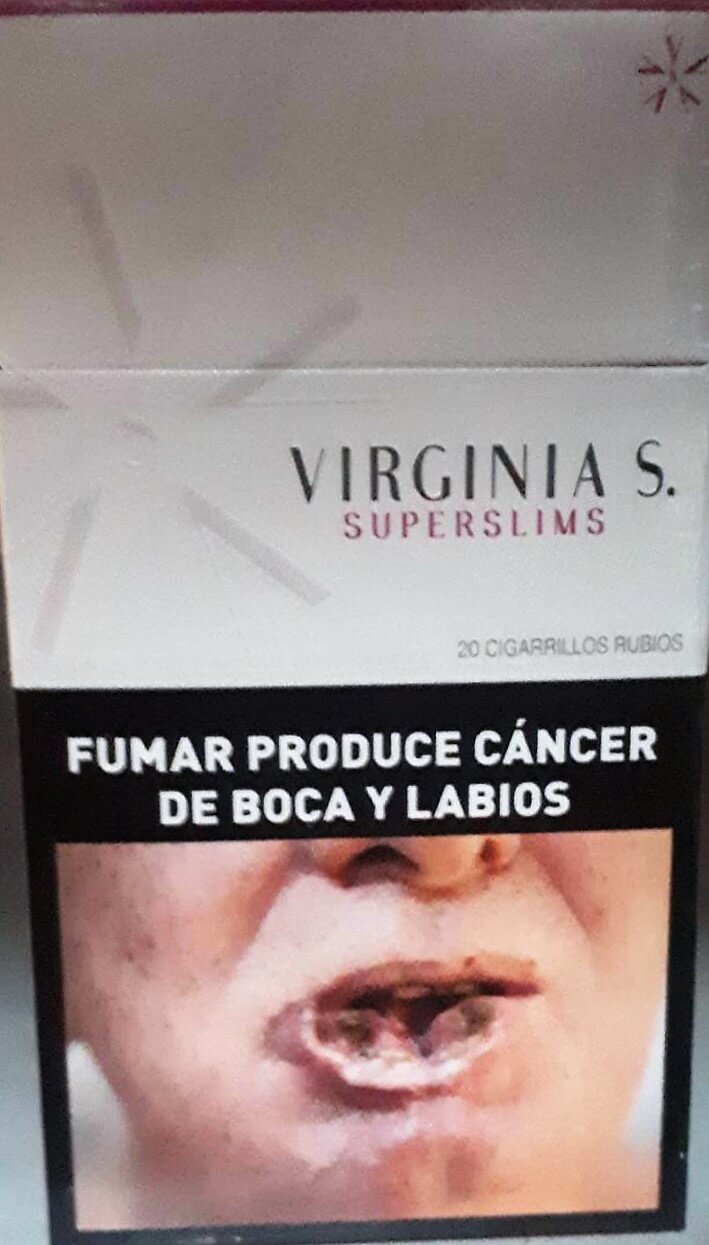 VIRGINIA S.
SUPERSLIMS
20 CIGARRILLOS RUBIOS
FUMAR PRODUCE CÁNCER
DE BOCA Y LABIOS